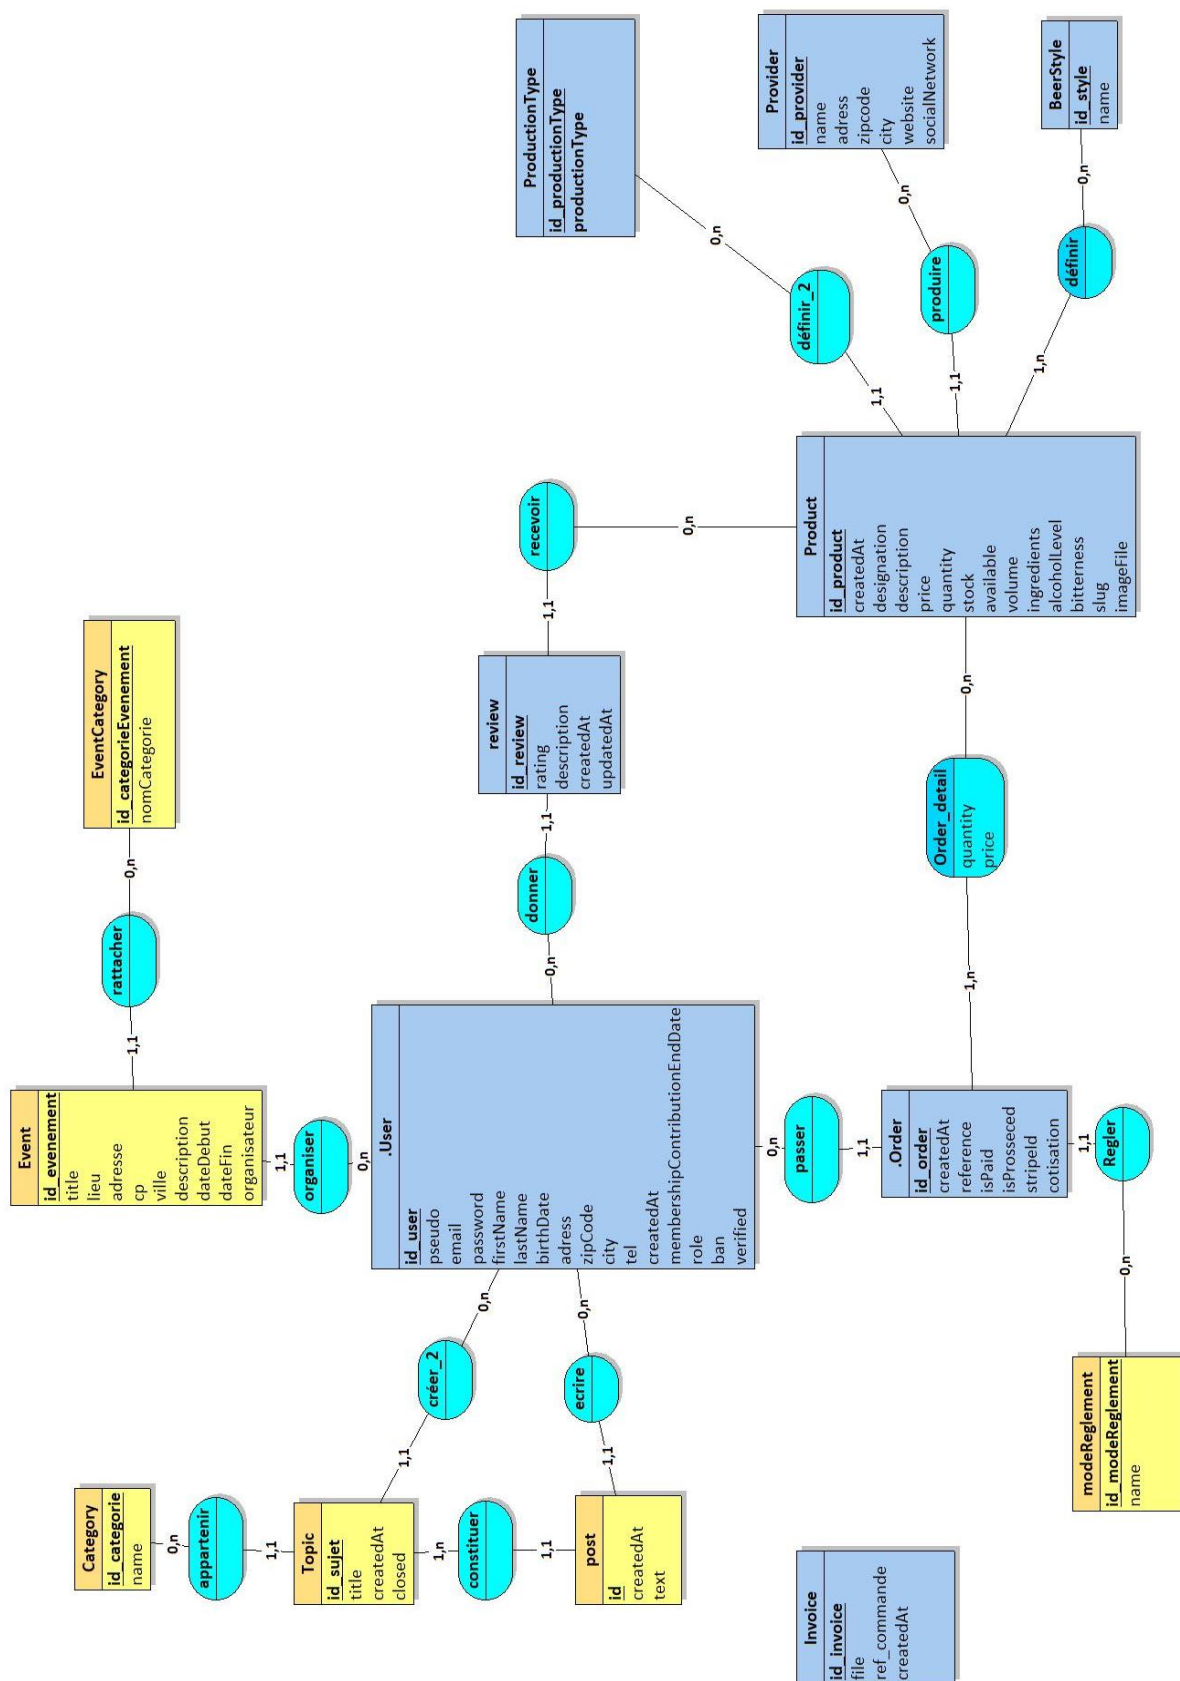 Category
id_categorie
name
0,n
appartenir
1,1
Topic
id_sujet
title
createdAt
closed
1,n
constituer
1,1
post
id
createdAt
text
1,1
créer_2
0,n
1,1
ecrire
0,n
Invoice
id_invoice
file
ref_commande
createdAt
modeReglement
id_modeReglement
name
0,n
Regler
1,1
Event
id_evenement
title
lieu
adresse
cp
ville
description
dateDebut
dateFin
organisateur
1,1
organiser
0,n
.User
id_user
pseudo
email
password
firstName
lastName
birthDate
adress
zipCode
city
tel
createdAt
membershipContributionEndDate
role
ban
verified
0,n
passer
1,1
.Order
id_order
createdAt
reference
isPaid
isProsseced
stripeId
cotisation
1,1
rattacher
0,n
EventCategory
id_categorieEvenement
nomCategorie
0,n
donner
1,1
review
id_review
rating
description
createdAt
updatedAt
1,1
recevoir
0,n
1,n
Order_detail
quantity
price
0,n
Product
id_product
createdAt
designation
description
price
quantity
stock
available
volume
ingredients
alcoholLevel
bitterness
slug
imageFile
1,1
définir_2
0,n
ProductionType
id_productionType
productionType
1,1
produire
0,n
Provider
id_provider
name
adress
zipcode
city
website
socialNetwork
1,n
définir
0,n
BeerStyle
id_style
name